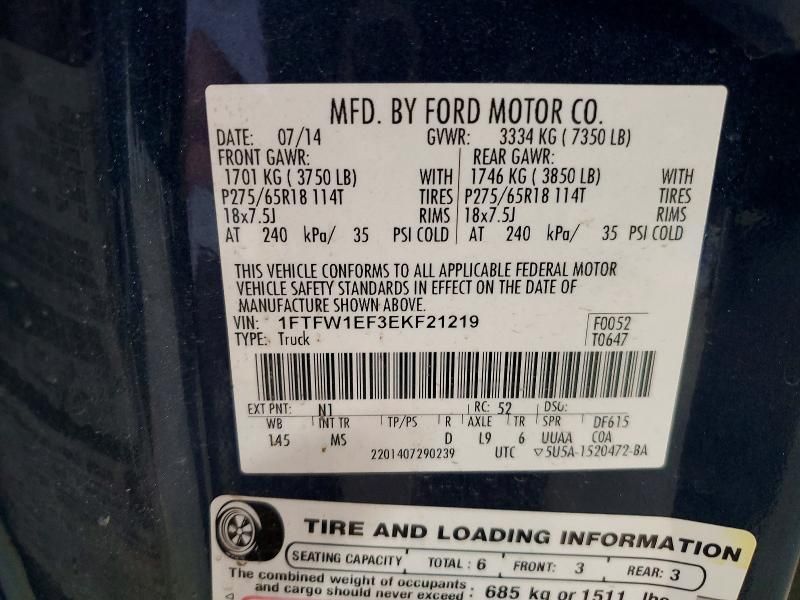 MFD. BY FORD MOTOR CO.
DATE: 07/14 GVWR: 3334 KG ( 7350 LB)
FRONT GAWR: REAR GAWR:
1701 KG ( 3750 LB) WITH 1746 KG ( 3850 LB) WITH
P275/65R18 114T TIRES P275/65R18 114T TIRES
18x7.5J RIMS 18x7.5J RIMS
AT 240 kPa/ 35 PSI COLD AT 240 kPa/ 35 PSI COLD
THIS VEHICLE CONFORMS TO ALL APPLICABLE FEDERAL MOTOR
VEHICLE SAFETY STANDARDS IN EFFECT ON THE DATE OF
MANUFACTURE SHOWN ABOVE.
VIN: 1FTFW1EF3EKF21219 F0052
TYPE: Truck T0647
EXT PNT: N1 RC: 52 DSO:
WB INT TR TP/PS R AXLE TR SPR DF615
145 MS D L9 6 UUAA COA
2201407290239 UTC ▽5U5A-1520472-BA
TIRE AND LOADING INFORMATION
SEATING CAPACITY TOTAL : 6 FRONT: 3 REAR: 3
The combined weight of occupants
and cargo should never exceed : 685 kg or 1511 lbs